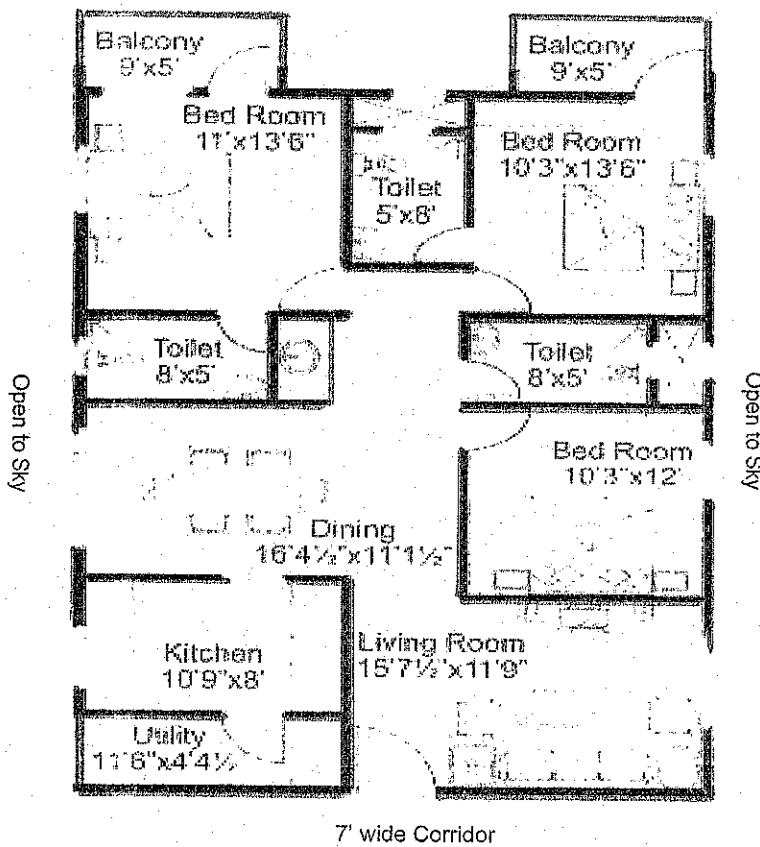 Balcony
9'x5'
Balcony
9'x5'
Bed Room
11'x13'6"
Bed Room
10'3"x13'6"
Toilet
5'x8'
Toilet
8'x5'
Toilet
8'x5'
Open to Sky
Open to Sky
Bed Room
10'3"x12'
Dining
16'4½"x11'1½"
Kitchen
10'9"x8'
Living Room
15'7½"x11'9"
Utility
11'6"x4'4½
7' wide Corridor